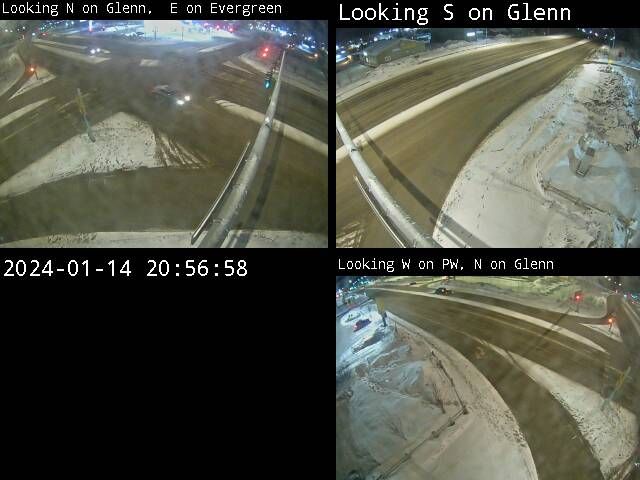 Looking N on Glenn,  E on Evergreen
Looking S on Glenn
2024-01-14 20:56:58
Looking W on PW, N on Glenn